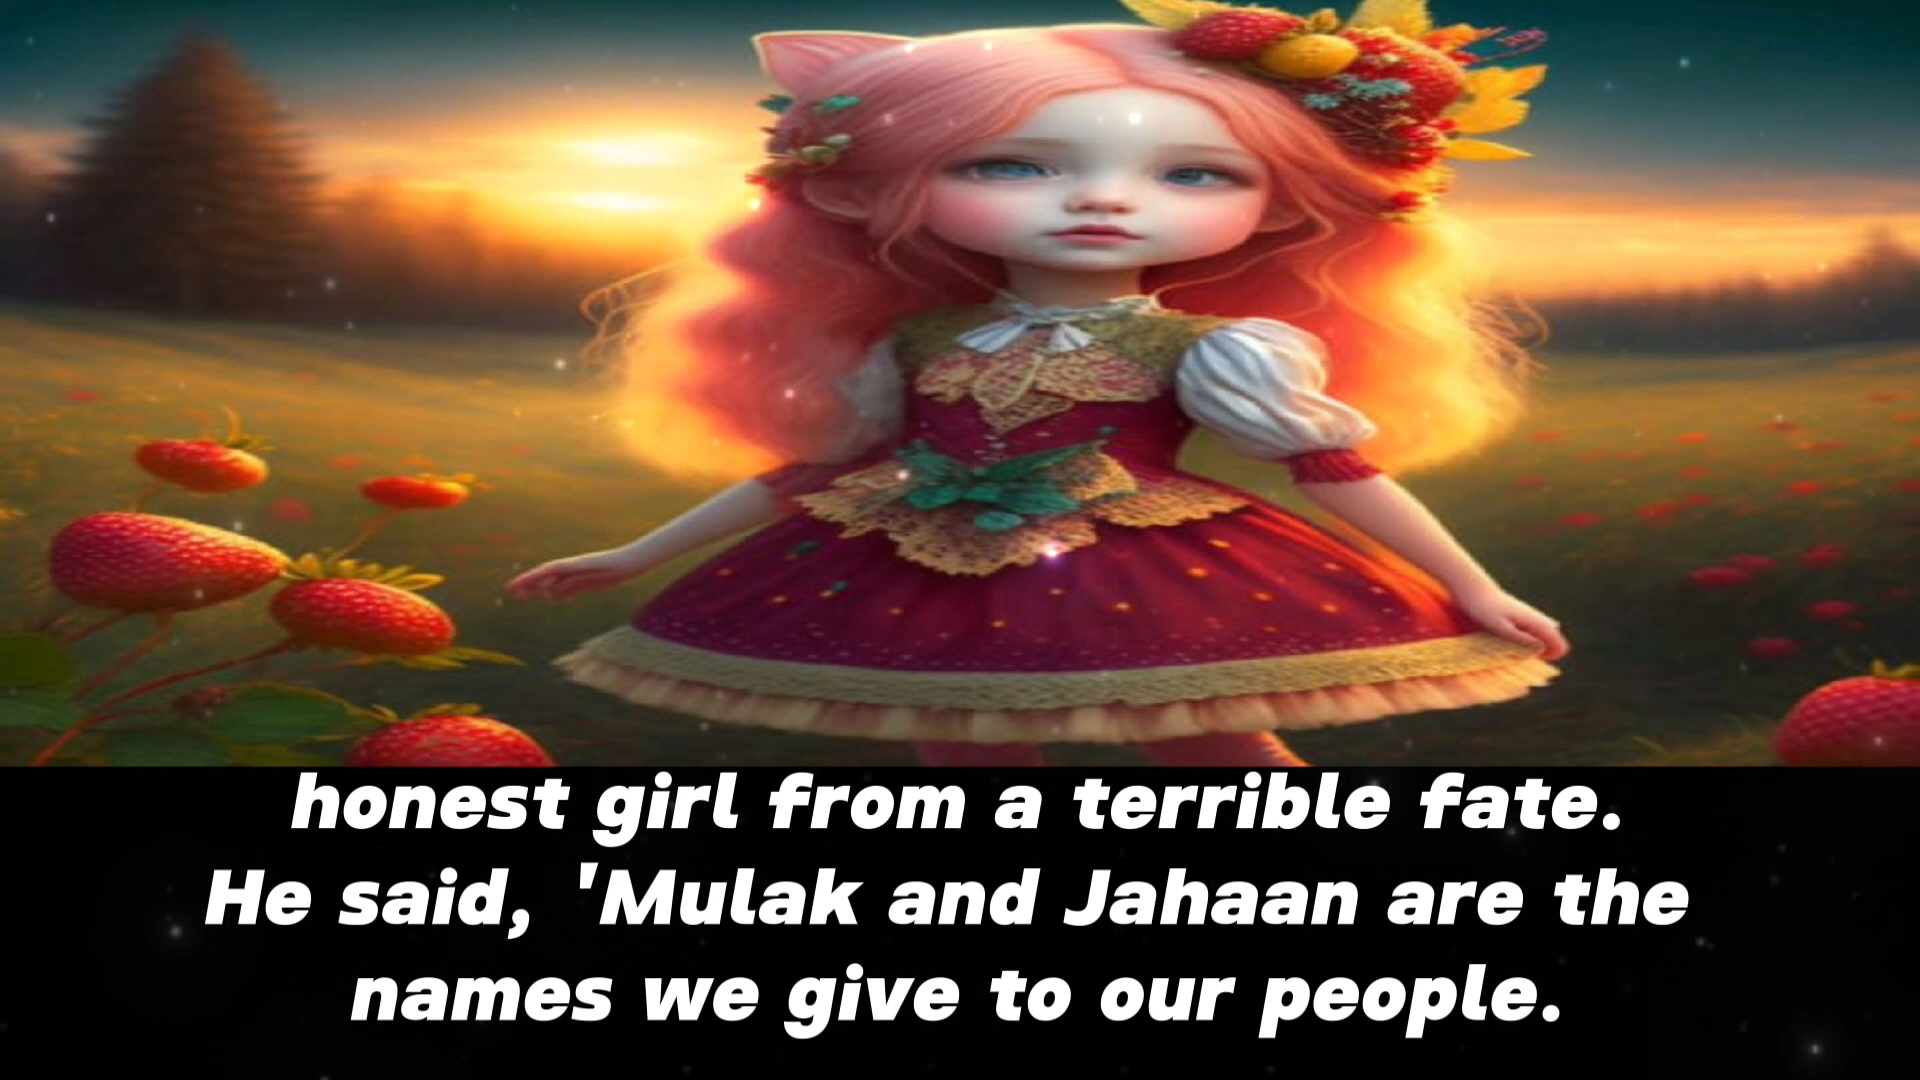 honest girl from a terrible fate.
He said, 'Mulak and Jahaan are the
names we give to our people.